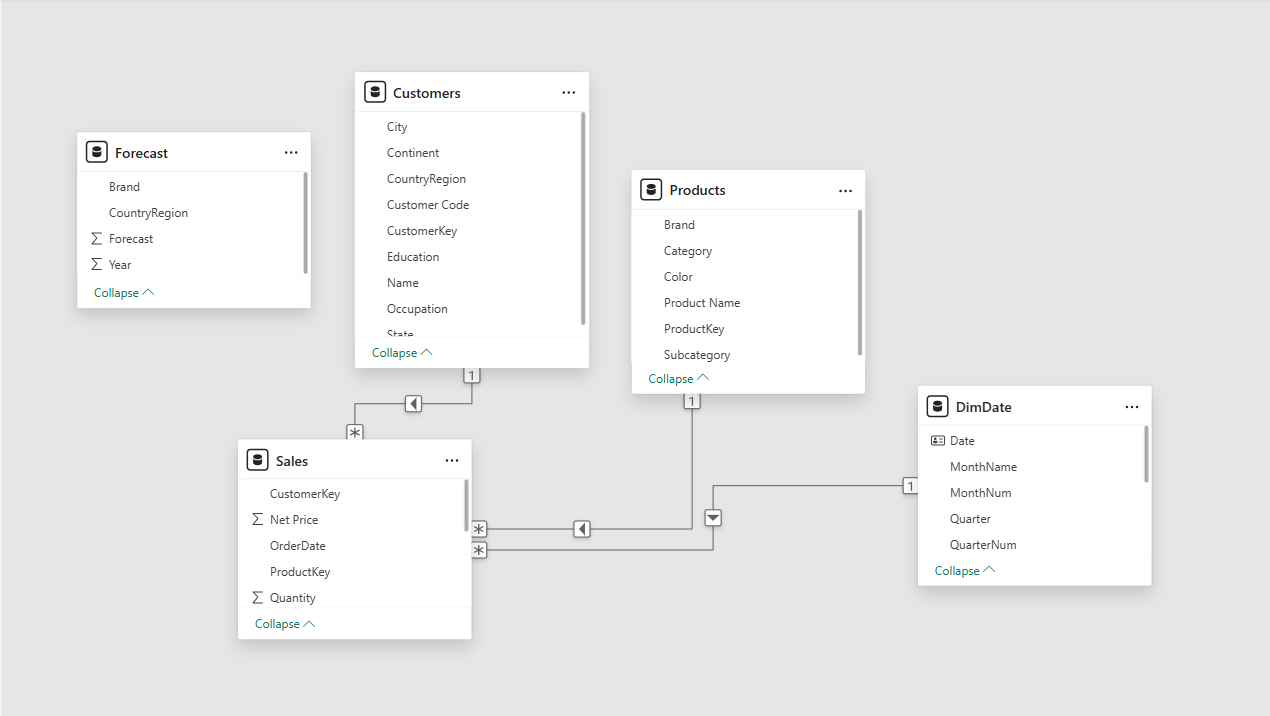 Customers
City
Continent
CountryRegion
Customer Code
CustomerKey
Education
Name
Occupation
State
Collapse
Forecast
Brand
CountryRegion
Forecast
Year
Collapse
Products
Brand
Category
Color
Product Name
ProductKey
Subcategory
Collapse
1
1
*
DimDate
Date
MonthName
MonthNum
Quarter
QuarterNum
Collapse
1
Sales
CustomerKey
Net Price
OrderDate
ProductKey
Quantity
Collapse
*
*